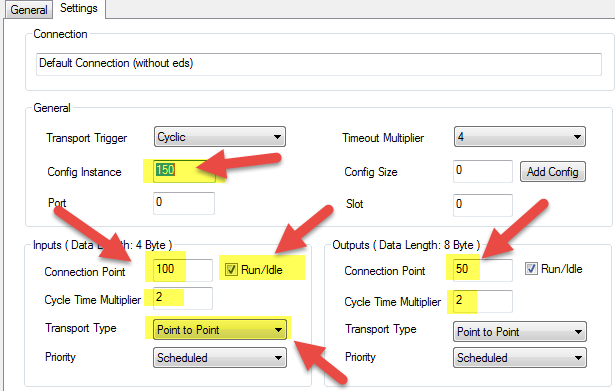 General Settings
Connection
Default Connection (without eds)
General
Transport Trigger Cyclic Timeout Multiplier 4
Config Instance 150 Config Size 0 Add Config
Port 0 Slot 0
Inputs ( Data Length: 4 Byte ) Outputs ( Data Length: 8 Byte )
Connection Point 100 Run/Idle Connection Point 50 Run/Idle
Cycle Time Multiplier 2 Cycle Time Multiplier 2
Transport Type Point to Point Transport Type Point to Point
Priority Scheduled Priority Scheduled